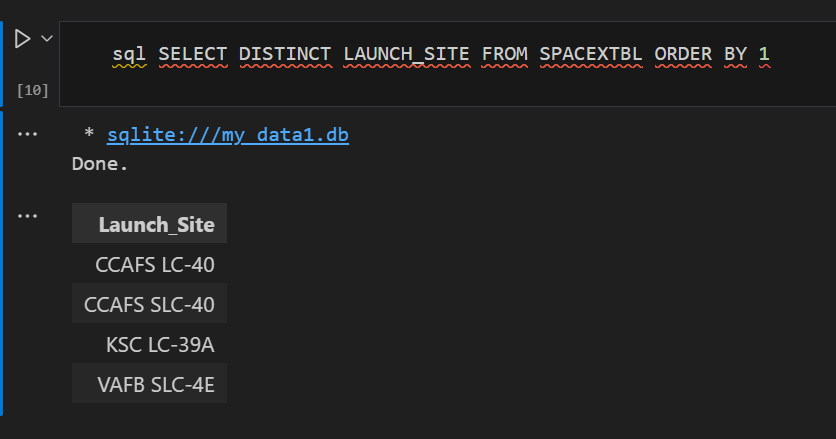 sql SELECT DISTINCT LAUNCH_SITE FROM SPACEXTBL ORDER BY 1
[10]
* sqlite:///my_data1.db
Done.
Launch_Site
CCAFS LC-40
CCAFS SLC-40
KSC LC-39A
VAFB SLC-4E